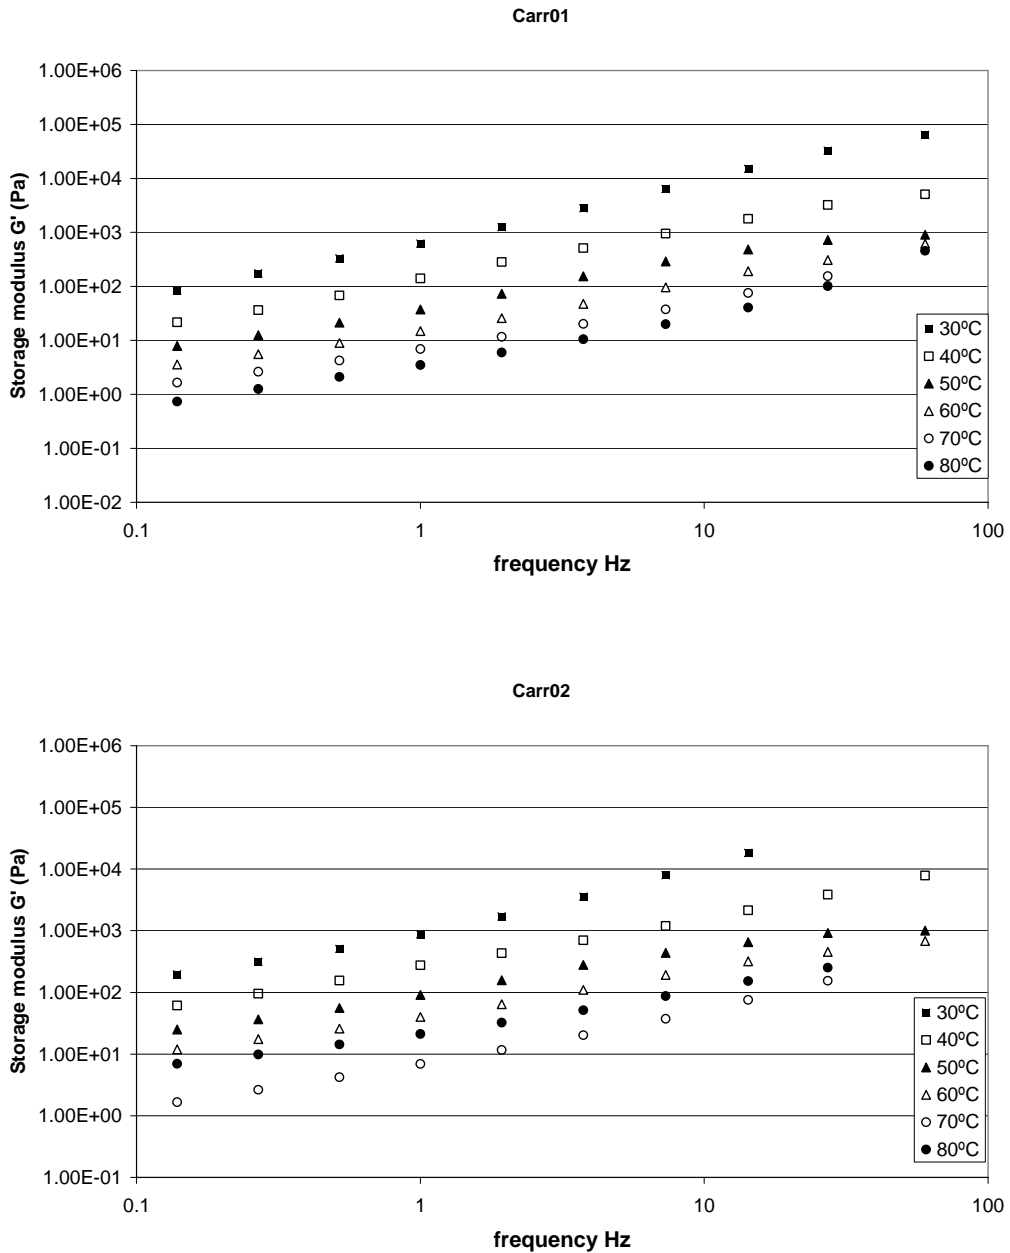 Carr01
1.00E+06
1.00E+05
1.00E+04
1.00E+03
1.00E+02
1.00E+01
1.00E+00
1.00E-01
1.00E-02
Storage modulus G' (Pa)
30ºC
40ºC
50ºC
60ºC
70ºC
80ºC
0.1 1 10 100
frequency Hz
Carr02
1.00E+06
1.00E+05
1.00E+04
1.00E+03
1.00E+02
1.00E+01
1.00E+00
1.00E-01
Storage modulus G' (Pa)
30ºC
40ºC
50ºC
60ºC
70ºC
80ºC
0.1 1 10 100
frequency Hz